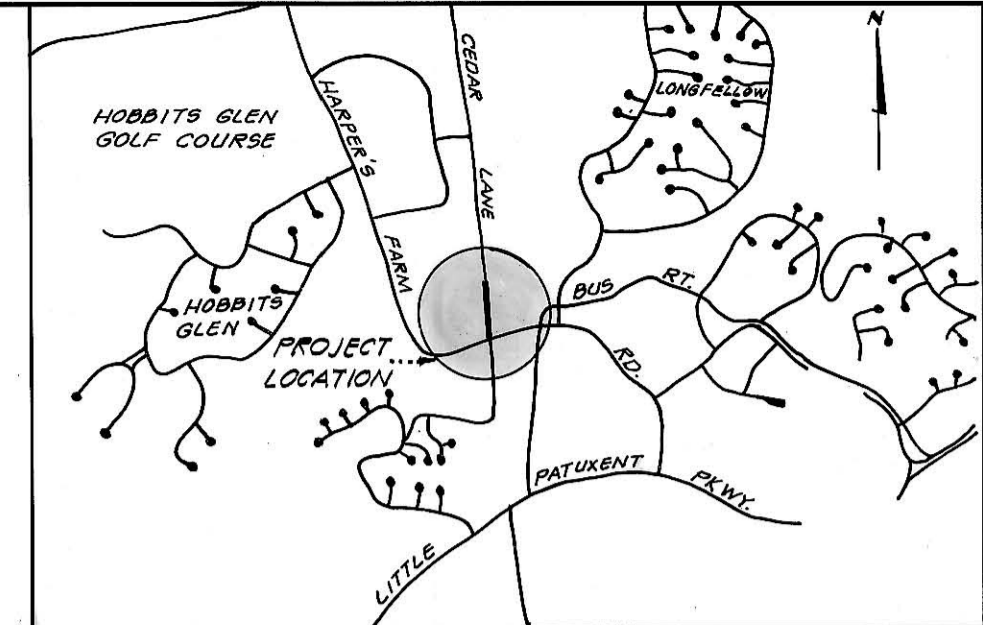 N
CEDAR LANE
HARPER'S FARM RD.
HOBBITS GLEN
GOLF COURSE
LONGFELLOW
HOBBITS
GLEN
BUS RT.
PROJECT
LOCATION
LITTLE PATUXENT PKWY.